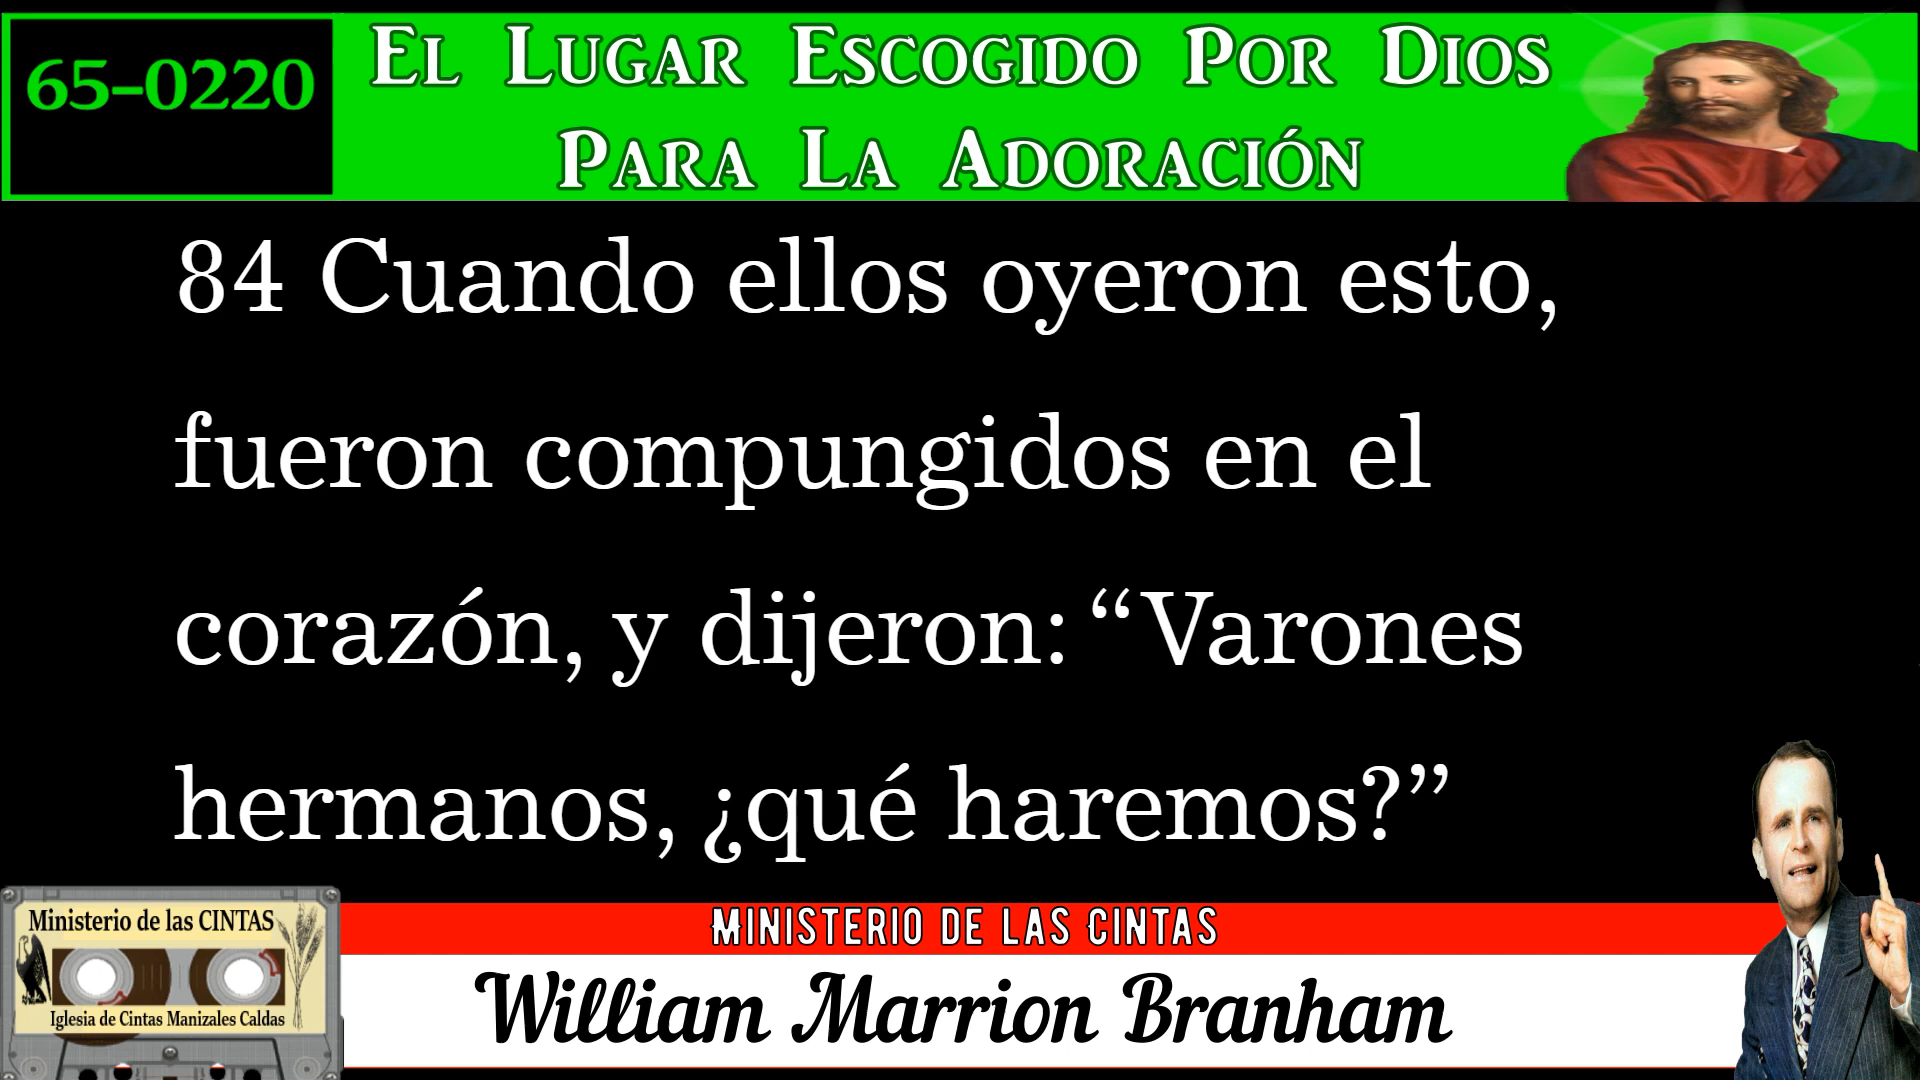 65-0220
El Lugar Escogido Por Dios
Para La Adoración
84 Cuando ellos oyeron esto,
fueron compungidos en el
corazón, y dijeron: “Varones
hermanos, ¿qué haremos?”
Ministerio de las CINTAS
Iglesia de Cintas Manizales Caldas
MINISTERIO DE LAS CINTAS
William Marrion Branham